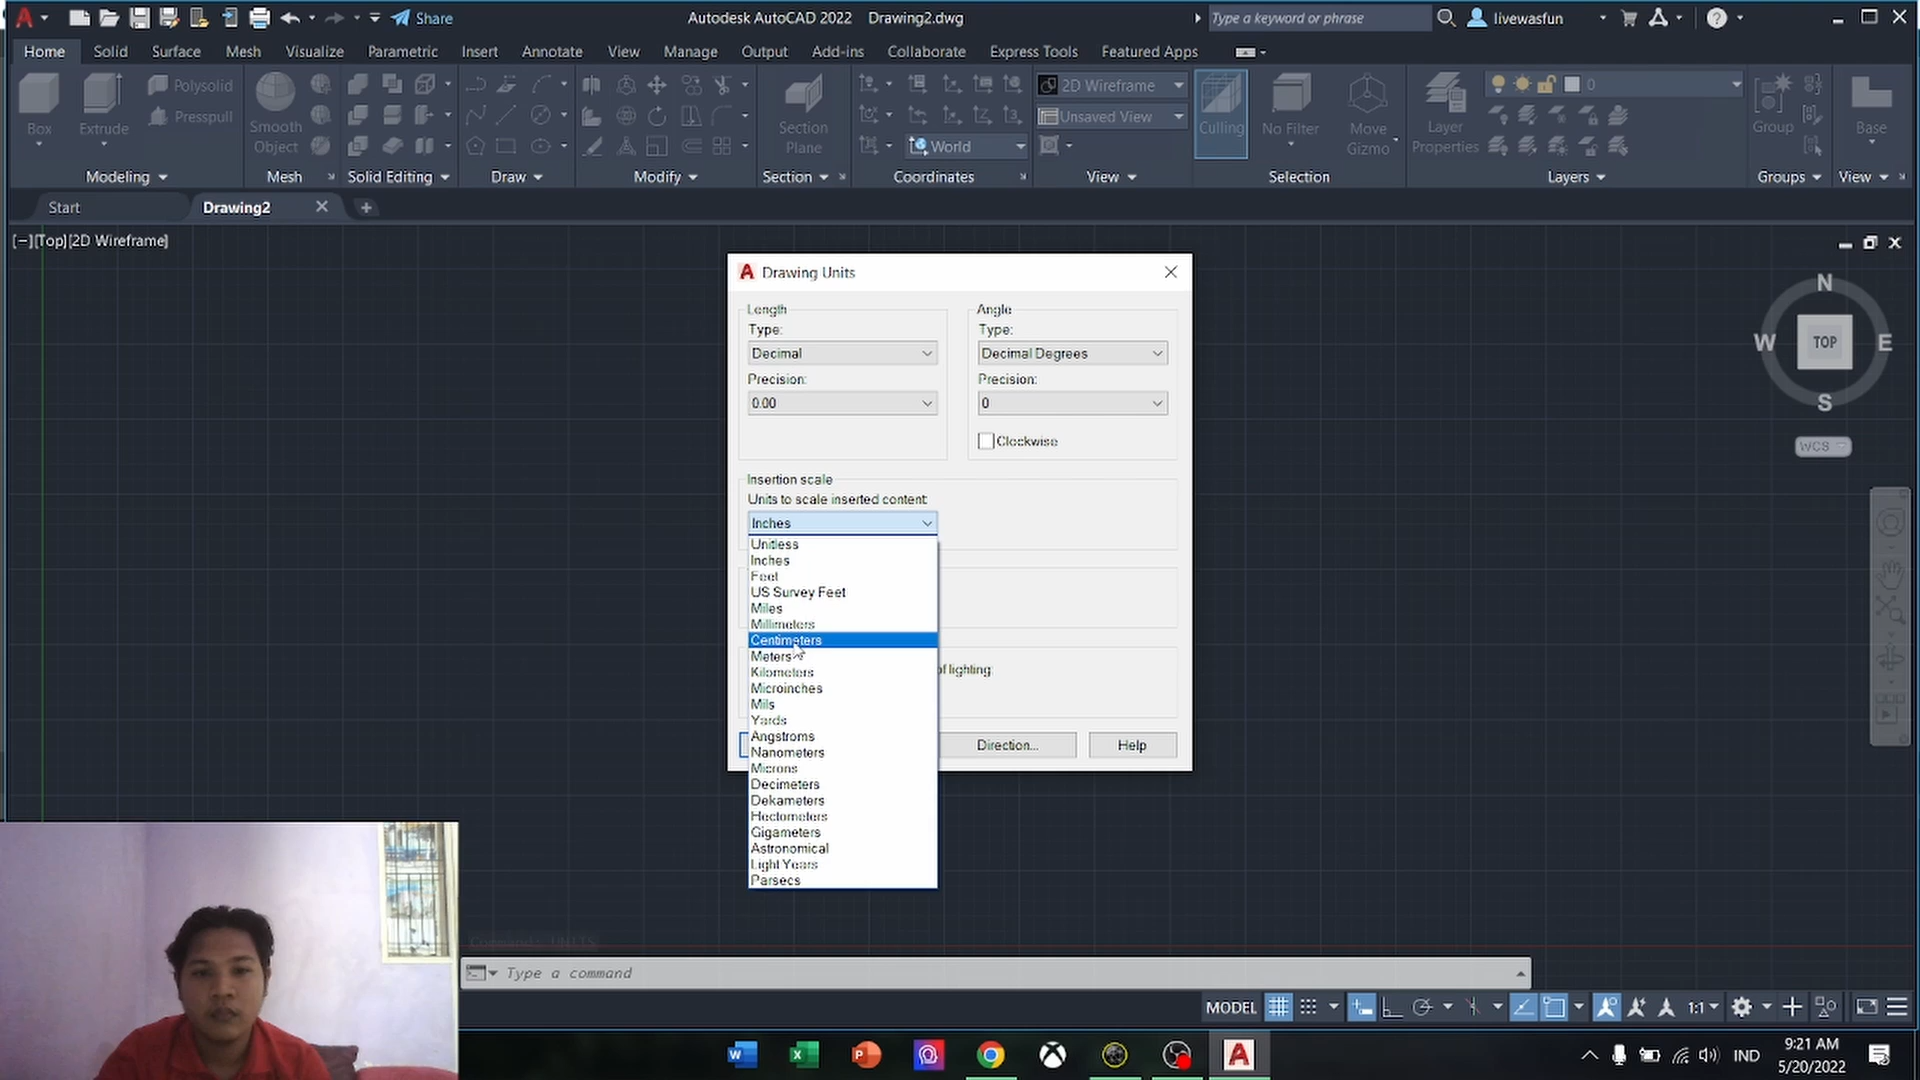 Share
Autodesk AutoCAD 2022 Drawing2.dwg
Type a keyword or phrase
livewasfun
Home Solid Surface Mesh Visualize Parametric Insert Annotate View Manage Output Add-ins Collaborate Express Tools Featured Apps
Box
Extrude
Polysolid
Presspull
Smooth Object
Section Plane
World
2D Wireframe
Unsaved View
Culling
No Filter
Move Gizmo
Layer Properties
0
Group
Base
Modeling Mesh Solid Editing Draw Modify Section Coordinates View Selection Layers Groups View
Start
Drawing2
[−][Top][2D Wireframe]
N
W
TOP
E
S
WCS
Drawing Units
Length
Type:
Decimal
Precision:
0.00
Angle
Type:
Decimal Degrees
Precision:
0
Clockwise
Insertion scale
Units to scale inserted content:
Inches
Unitless
Inches
Feet
US Survey Feet
Miles
Millimeters
Centimeters
Meters
Kilometers
Microinches
Mils
Yards
Angstroms
Nanometers
Microns
Decimeters
Dekameters
Hectometers
Gigameters
Astronomical
Light Years
Parsecs
of lighting:
Direction...
Help
Command: UNITS
Type a command
MODEL
1:1
IND
9:21 AM
5/20/2022